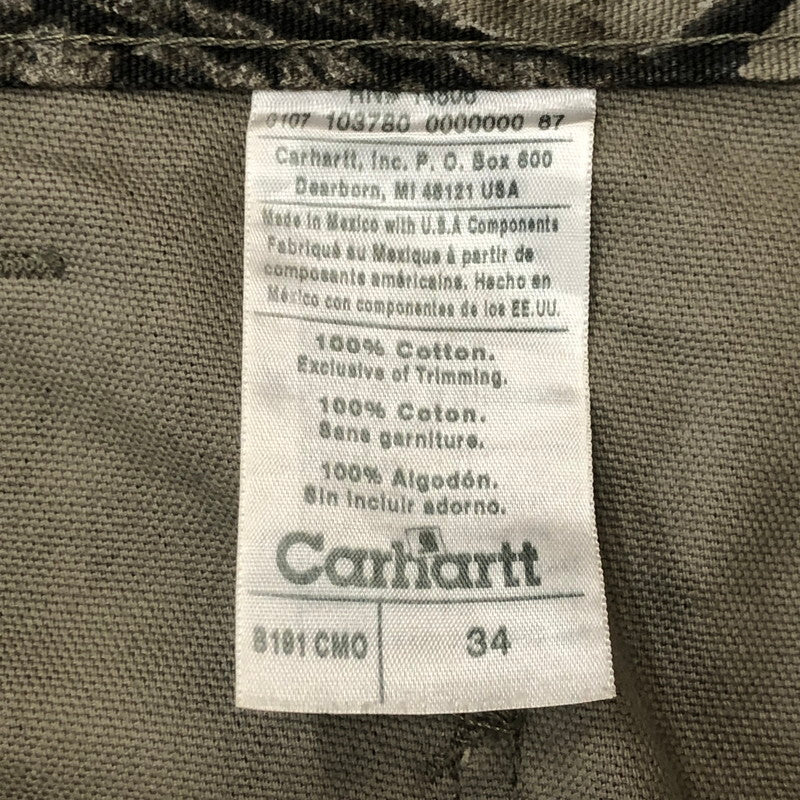 RN# 14806
0107 103780 0000000 87
Carhartt, Inc. P. O. Box 600
Dearborn, MI 48121 USA
Made in Mexico with U.S.A Components
Fabriqué au Mexique à partir de
composants américains. Hecho en
México con componentes de los EE.UU.
100% Cotton.
Exclusive of Trimming.
100% Coton.
Sans garniture.
100% Algodón.
Sin incluir adorno.
Carhartt
B191 CMO
34